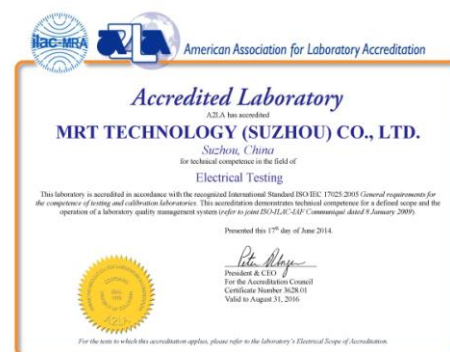 ilac-MRA
A2LA
American Association for Laboratory Accreditation
Accredited Laboratory
A2LA has accredited
MRT TECHNOLOGY (SUZHOU) CO., LTD.
Suzhou, China
for technical competence in the field of
Electrical Testing
This laboratory is accredited in accordance with the recognized International Standard ISO/IEC 17025:2005 General requirements for
the competence of testing and calibration laboratories. This accreditation demonstrates technical competence for a defined scope and the
operation of a laboratory quality management system (refer to joint ISO-ILAC-IAF Communiqué dated 8 January 2009).
Presented this 17th day of June 2014.
President & CEO
For the Accreditation Council
Certificate Number 3628.01
Valid to August 31, 2016
A2LA
For the tests to which this accreditation applies, please refer to the laboratory's Electrical Scope of Accreditation.